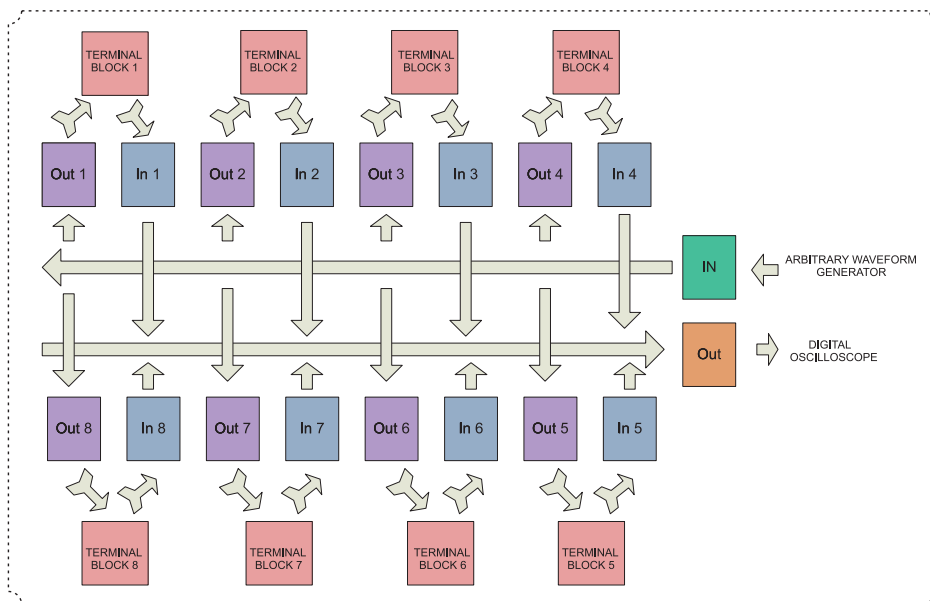 TERMINAL
BLOCK 1
TERMINAL
BLOCK 2
TERMINAL
BLOCK 3
TERMINAL
BLOCK 4
Out 1
In 1
Out 2
In 2
Out 3
In 3
Out 4
In 4
IN
ARBITRARY WAVEFORM
GENERATOR
Out
DIGITAL
OSCILLOSCOPE
Out 8
In 8
Out 7
In 7
Out 6
In 6
Out 5
In 5
TERMINAL
BLOCK 8
TERMINAL
BLOCK 7
TERMINAL
BLOCK 6
TERMINAL
BLOCK 5